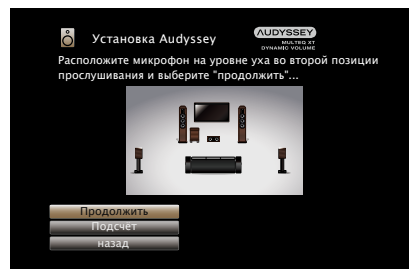 Установка Audyssey
AUDYSSEY
MULTEQ XT
DYNAMIC VOLUME
Расположите микрофон на уровне уха во второй позиции
прослушивания и выберите "продолжить"...
Продолжить
Подсчет
назад